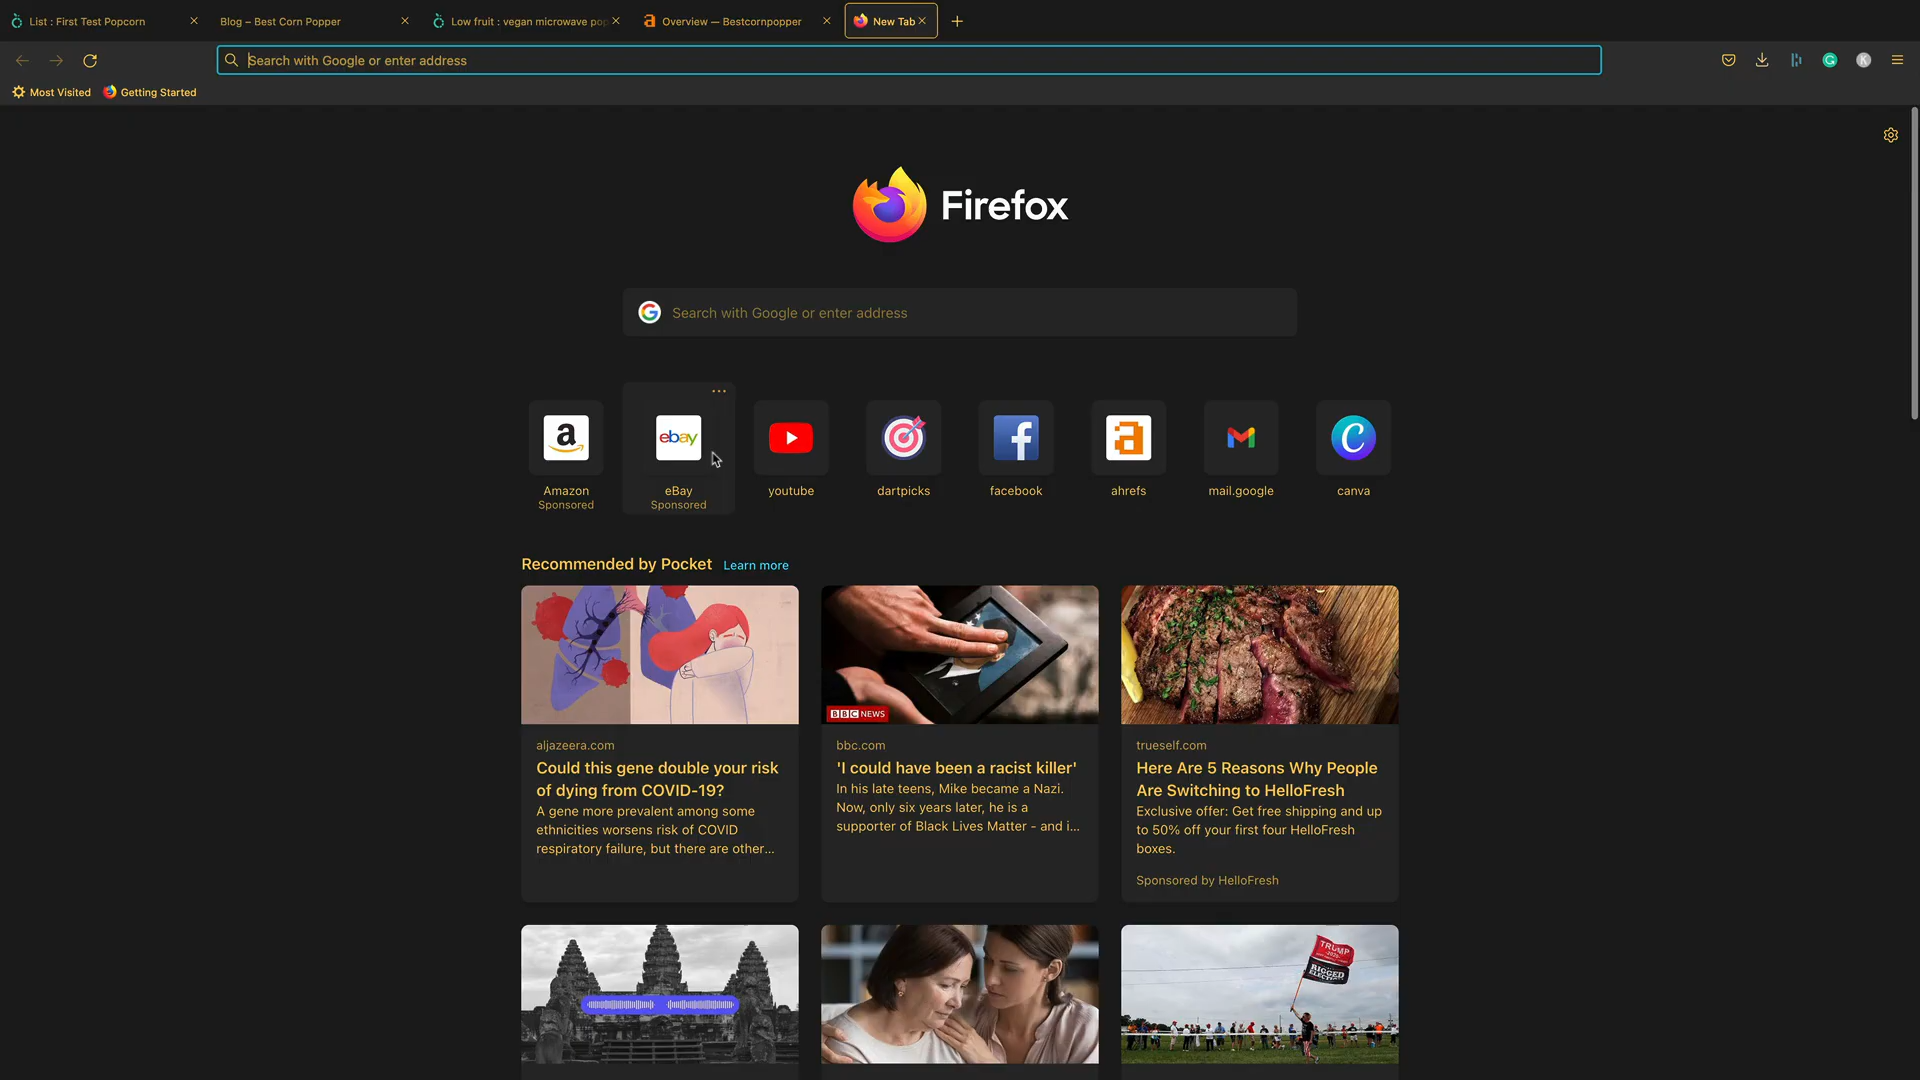 List : First Test Popcorn
Blog – Best Corn Popper
Low fruit : vegan microwave pop
Overview — Bestcornpopper
New Tab
Search with Google or enter address
K
Most Visited
Getting Started
Firefox
Search with Google or enter address
a
ebay
f
a
C
Amazon
Sponsored
eBay
Sponsored
youtube
dartpicks
facebook
ahrefs
mail.google
canva
Recommended by Pocket Learn more
BBC NEWS
aljazeera.com
Could this gene double your risk
of dying from COVID-19?
A gene more prevalent among some
ethnicities worsens risk of COVID
respiratory failure, but there are other...
bbc.com
'I could have been a racist killer'
In his late teens, Mike became a Nazi.
Now, only six years later, he is a
supporter of Black Lives Matter - and i...
trueself.com
Here Are 5 Reasons Why People
Are Switching to HelloFresh
Exclusive offer: Get free shipping and up
to 50% off your first four HelloFresh
boxes.
Sponsored by HelloFresh
TRUMP
RIGGED
ELECTION